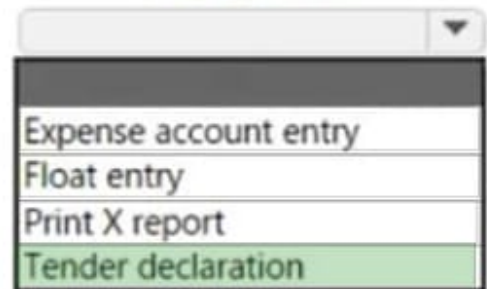 Expense account entry
Float entry
Print X report
Tender declaration